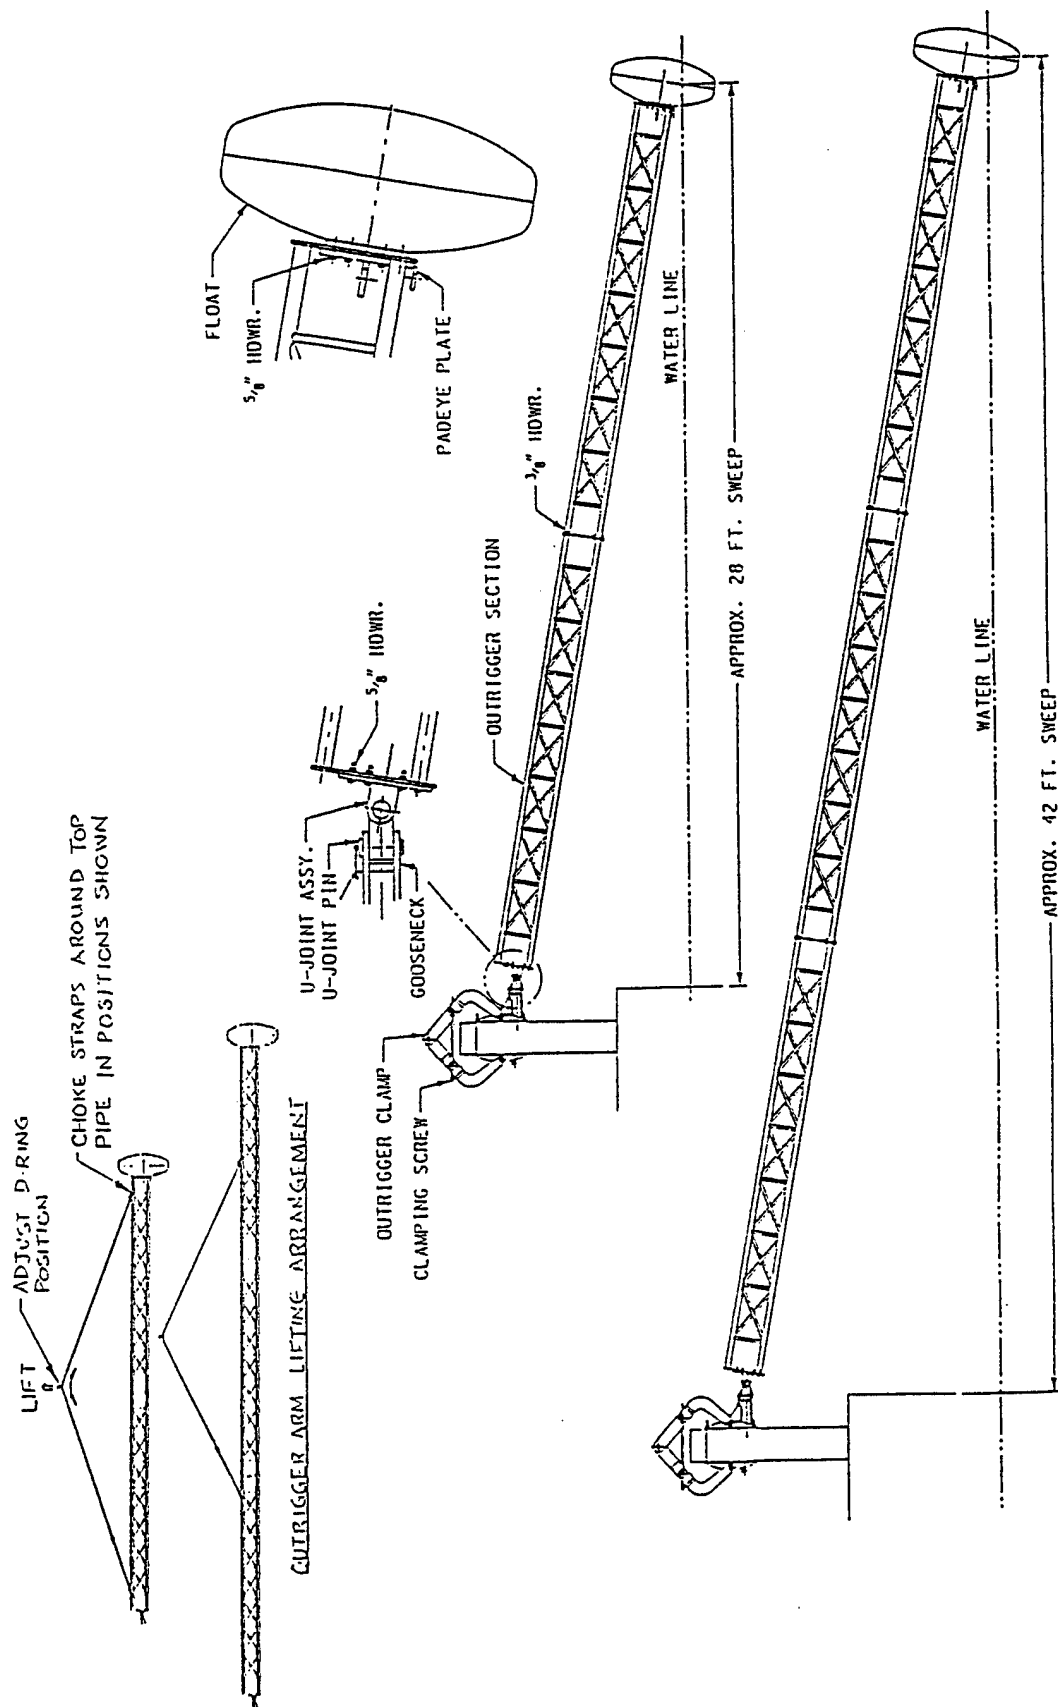 LIFT
ADJUST D-RING
POSITION
CHOKE STRAPS AROUND TOP
PIPE IN POSITIONS SHOWN
OUTRIGGER ARM LIFTING ARRANGEMENT
U-JOINT ASSY.
U-JOINT PIN
GOOSENECK
5/8" HDWR.
FLOAT
5/8" HDWR.
PADEYE PLATE
OUTRIGGER CLAMP
CLAMPING SCREW
OUTRIGGER SECTION
3/8" HDWR.
WATER LINE
APPROX. 28 FT. SWEEP
WATER LINE
APPROX. 42 FT. SWEEP